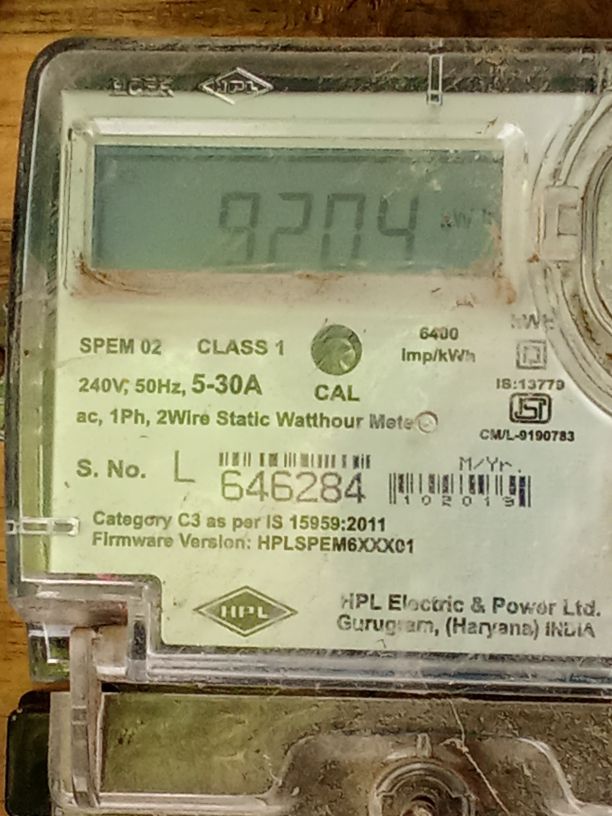 HPL
9204 kWh
SPEM 02 CLASS 1
6400
Imp/kWh
240V, 50Hz, 5-30A
CAL
IS:13779
ac, 1Ph, 2Wire Static Watthour Meter
CM/L-9190783
S. No. L 646284
M/Yr.
102019
Category C3 as per IS 15959:2011
Firmware Version: HPLSPEM6XXX01
HPL
HPL Electric & Power Ltd.
Gurugram, (Haryana) INDIA